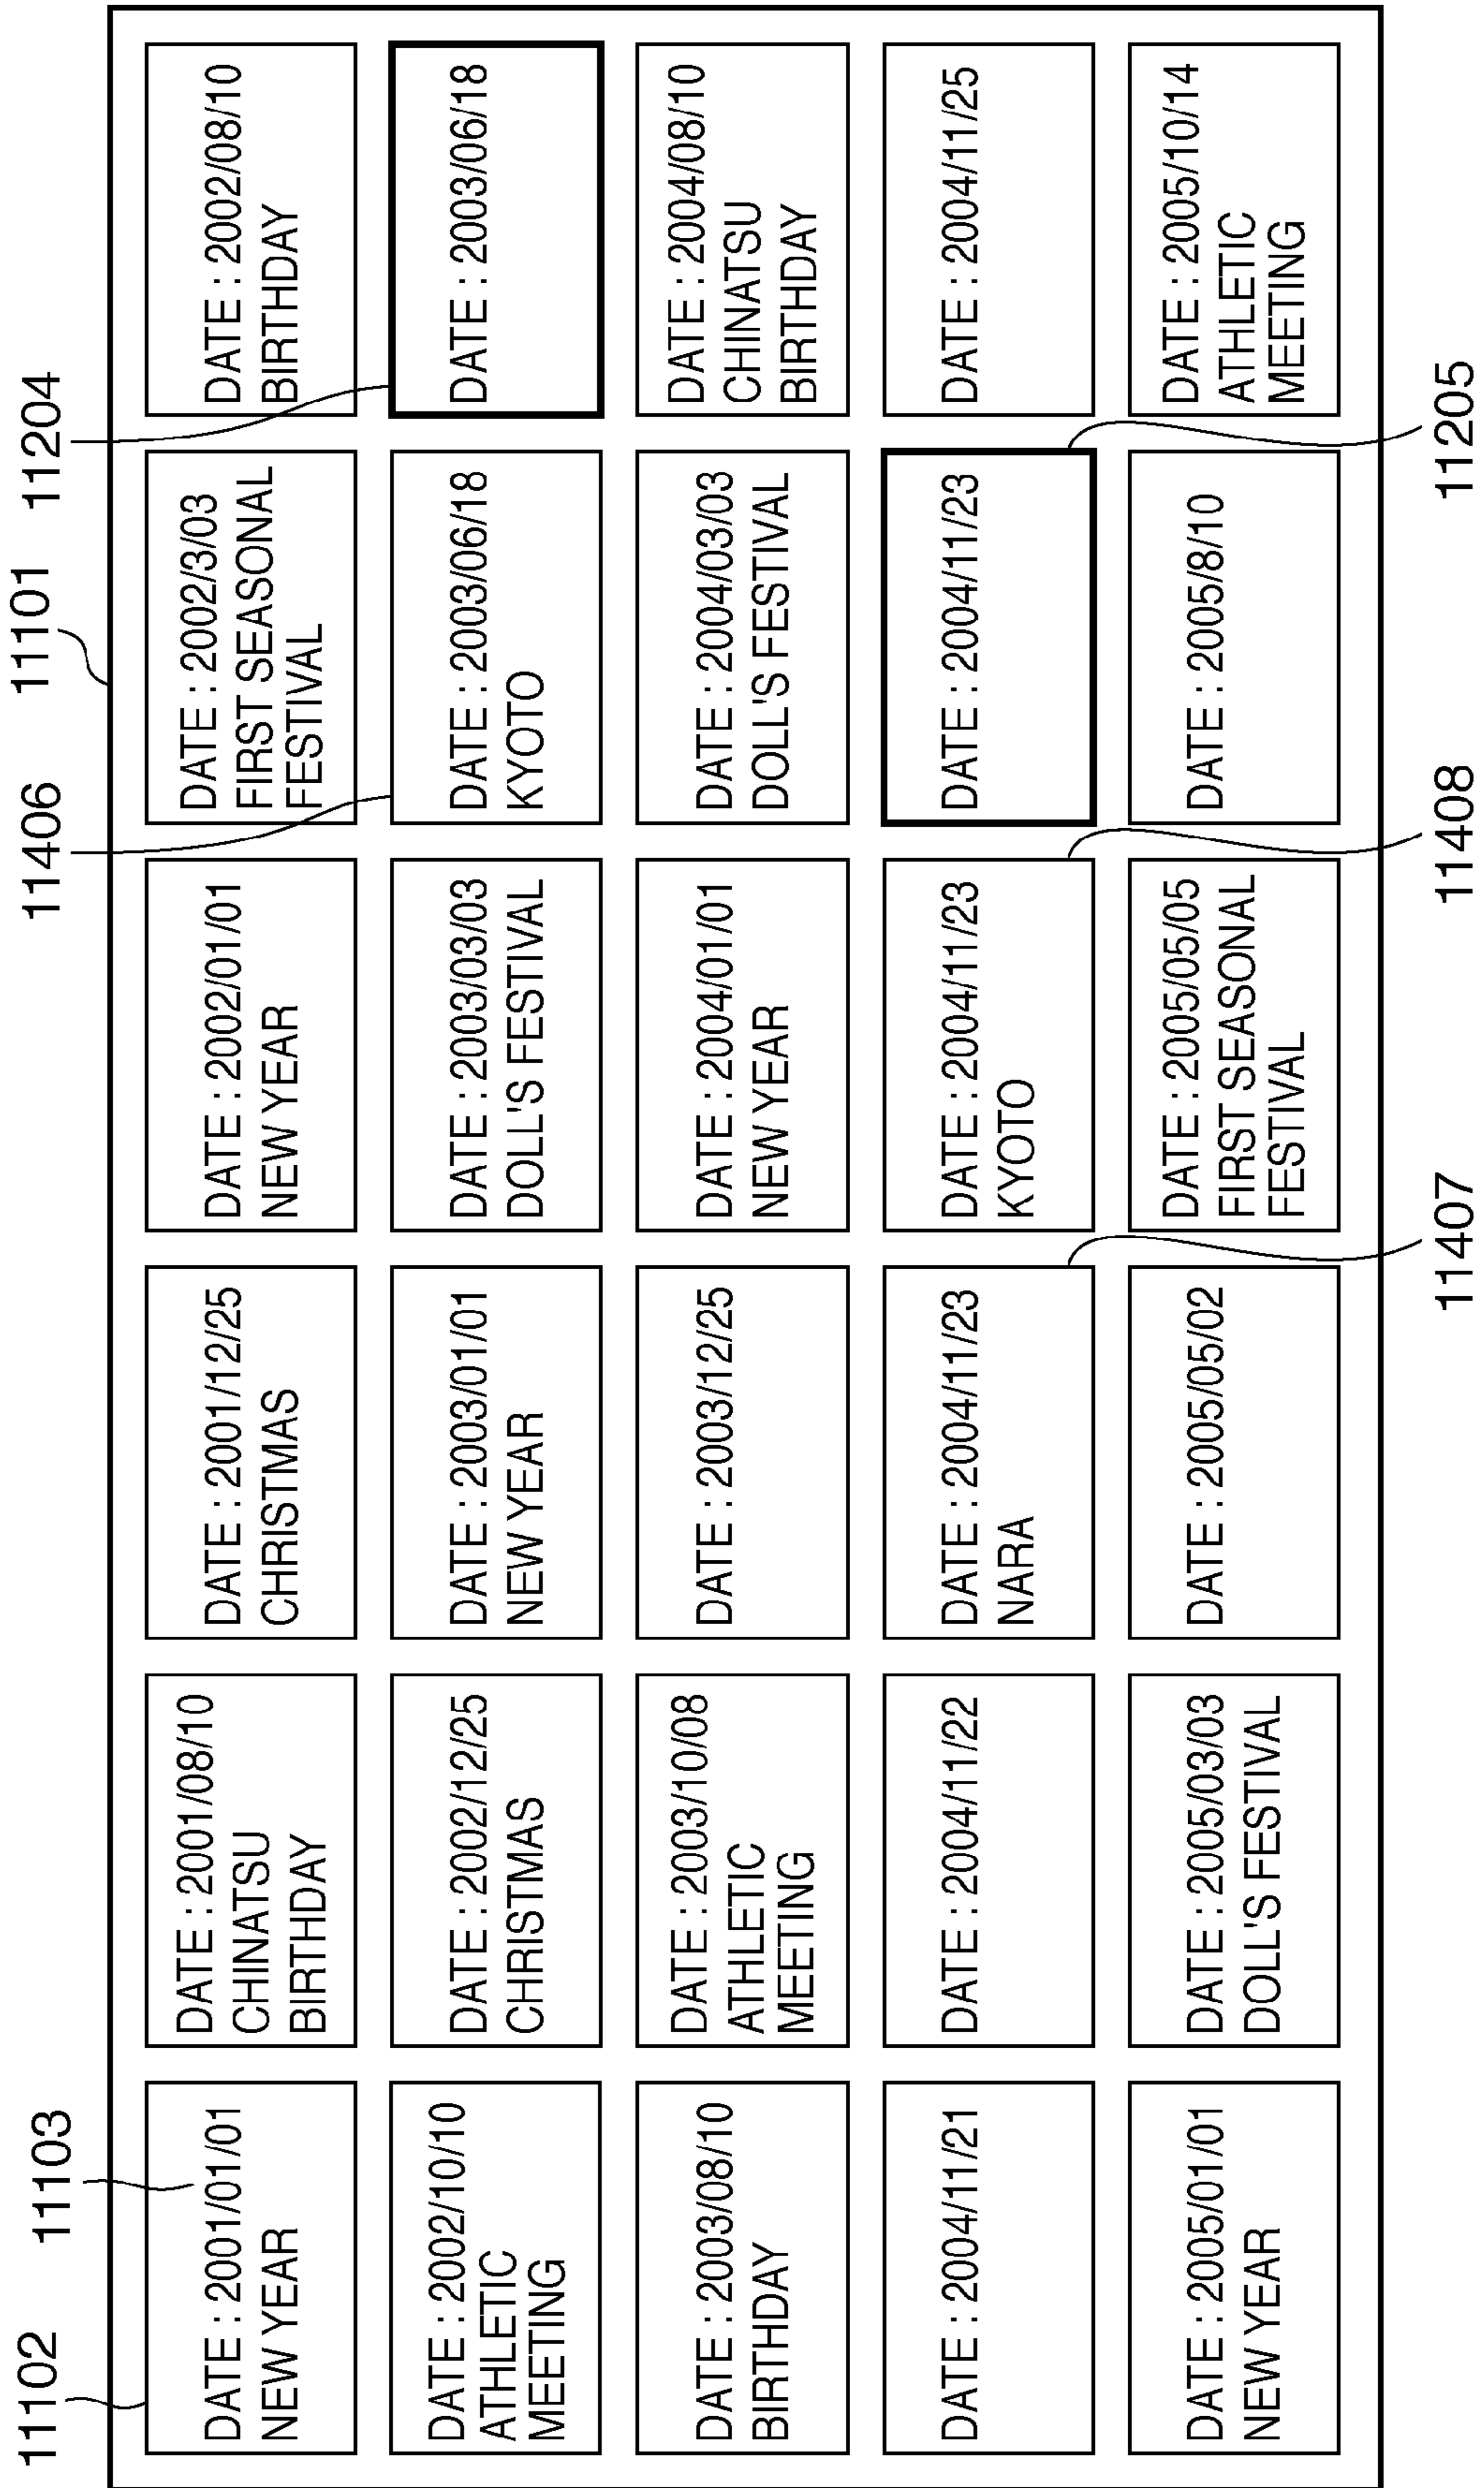 11102
11103
11406
11101
11204
DATE : 2001/01/01
NEW YEAR
DATE : 2001/08/10
CHINATSU
BIRTHDAY
DATE : 2001/12/25
CHRISTMAS
DATE : 2002/01/01
NEW YEAR
DATE : 2002/3/03
FIRST SEASONAL
FESTIVAL
DATE : 2002/08/10
BIRTHDAY
DATE : 2002/10/10
ATHLETIC
MEETING
DATE : 2002/12/25
CHRISTMAS
DATE : 2003/01/01
NEW YEAR
DATE : 2003/03/03
DOLL'S FESTIVAL
DATE : 2003/06/18
KYOTO
DATE : 2003/06/18
DATE : 2003/08/10
BIRTHDAY
DATE : 2003/10/08
ATHLETIC
MEETING
DATE : 2003/12/25
DATE : 2004/01/01
NEW YEAR
DATE : 2004/03/03
DOLL'S FESTIVAL
DATE : 2004/08/10
CHINATSU
BIRTHDAY
DATE : 2004/11/21
DATE : 2004/11/22
DATE : 2004/11/23
NARA
DATE : 2004/11/23
KYOTO
DATE : 2004/11/23
DATE : 2004/11/25
DATE : 2005/01/01
NEW YEAR
DATE : 2005/03/03
DOLL'S FESTIVAL
DATE : 2005/05/02
DATE : 2005/05/05
FIRST SEASONAL
FESTIVAL
DATE : 2005/8/10
DATE : 2005/10/14
ATHLETIC
MEETING
11407
11408
11205